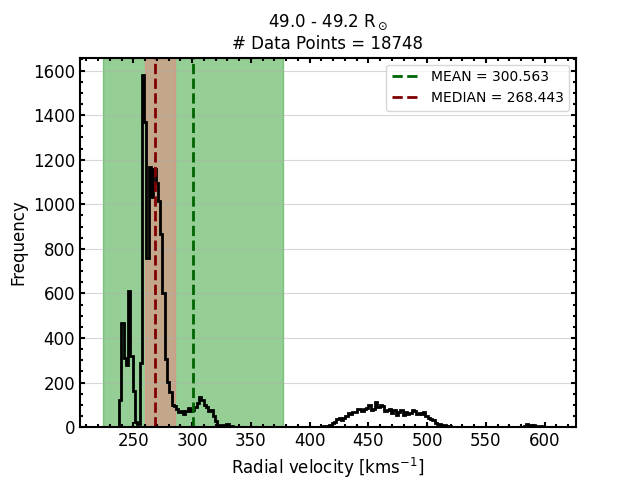 49.0 - 49.2 R⊙
# Data Points = 18748
MEAN = 300.563
MEDIAN = 268.443
Frequency
1600
1400
1200
1000
800
600
400
200
0
250 300 350 400 450 500 550 600
Radial velocity [kms⁻¹]